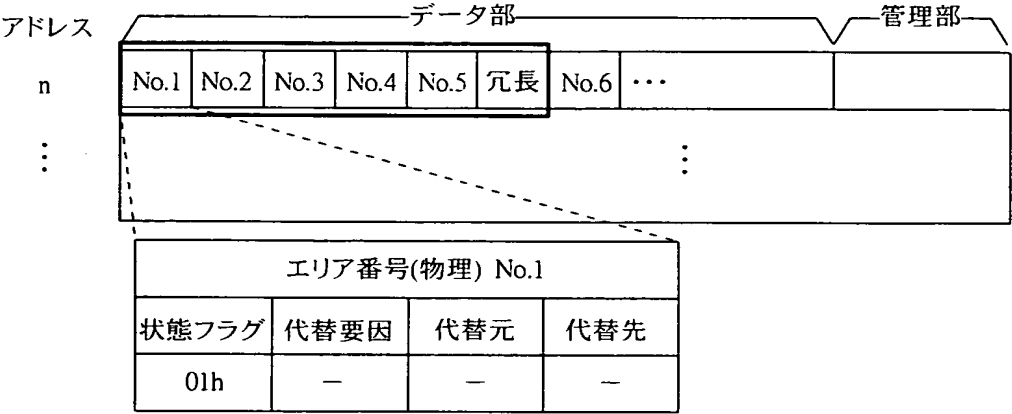 アドレス データ部 管理部
n No.1 No.2 No.3 No.4 No.5 冗長 No.6 …
⋮ ⋮
エリア番号(物理) No.1
状態フラグ 代替要因 代替元 代替先
01h － － －